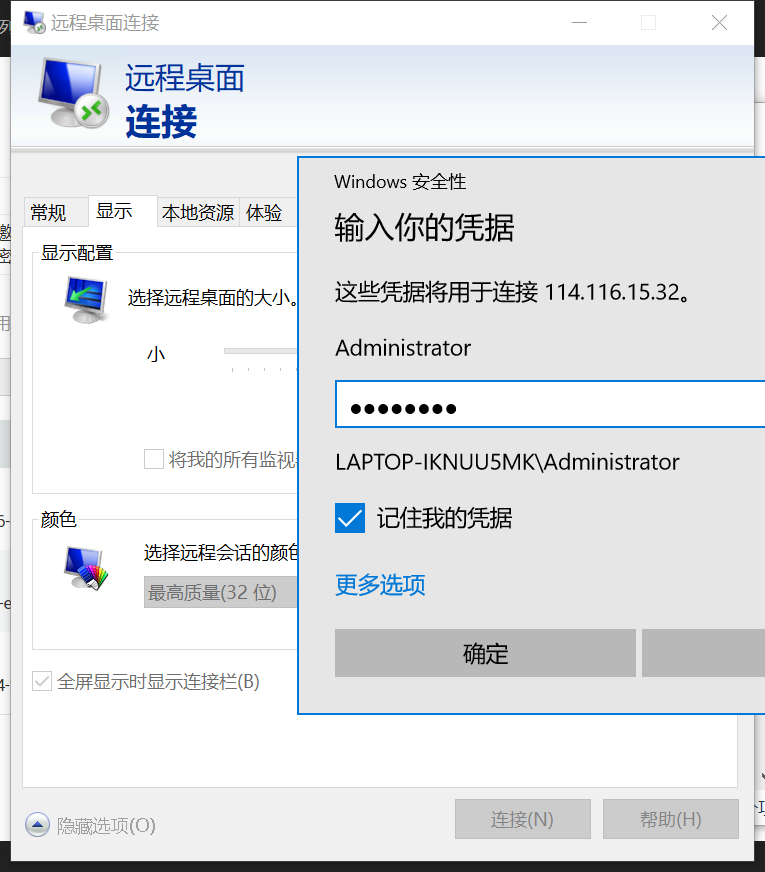 远程桌面连接
远程桌面
连接
常规
显示
本地资源
体验
显示配置
选择远程桌面的大小。
小
将我的所有监视
颜色
选择远程会话的颜色
最高质量(32 位)
全屏显示时显示连接栏(B)
隐藏选项(O)
连接(N)
帮助(H)
Windows 安全性
输入你的凭据
这些凭据将用于连接 114.116.15.32。
Administrator
●●●●●●●●
LAPTOP-IKNUU5MK\Administrator
记住我的凭据
更多选项
确定